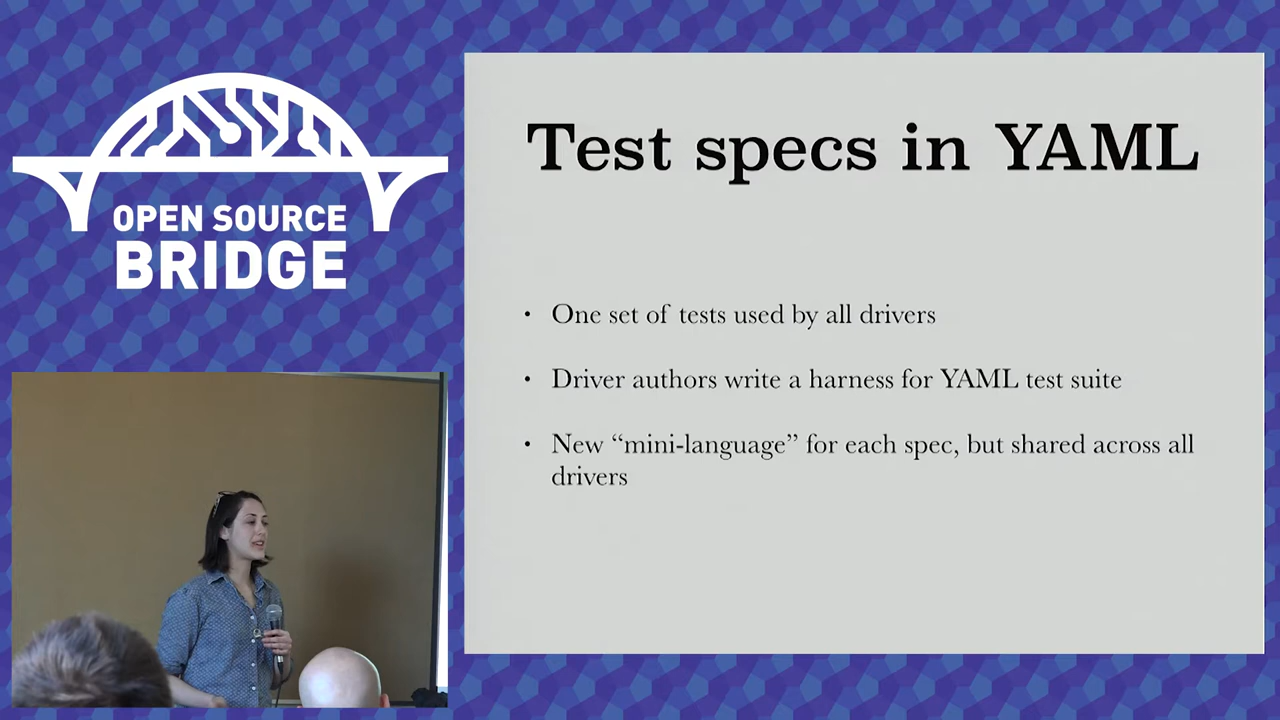 OPEN SOURCE
BRIDGE
Test specs in YAML
• One set of tests used by all drivers
• Driver authors write a harness for YAML test suite
• New “mini-language” for each spec, but shared across all
drivers